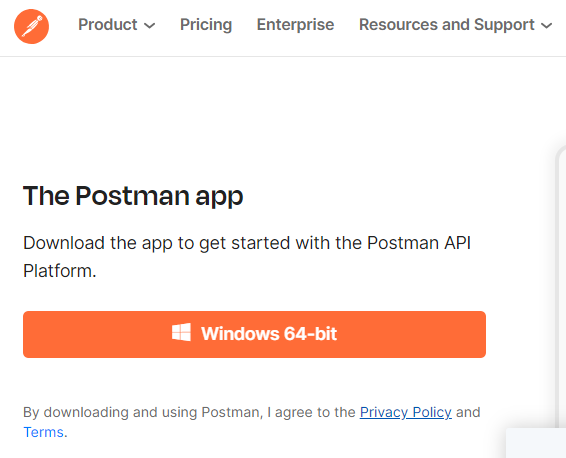 Product Pricing Enterprise Resources and Support
The Postman app
Download the app to get started with the Postman API
Platform.
Windows 64-bit
By downloading and using Postman, I agree to the Privacy Policy and
Terms.